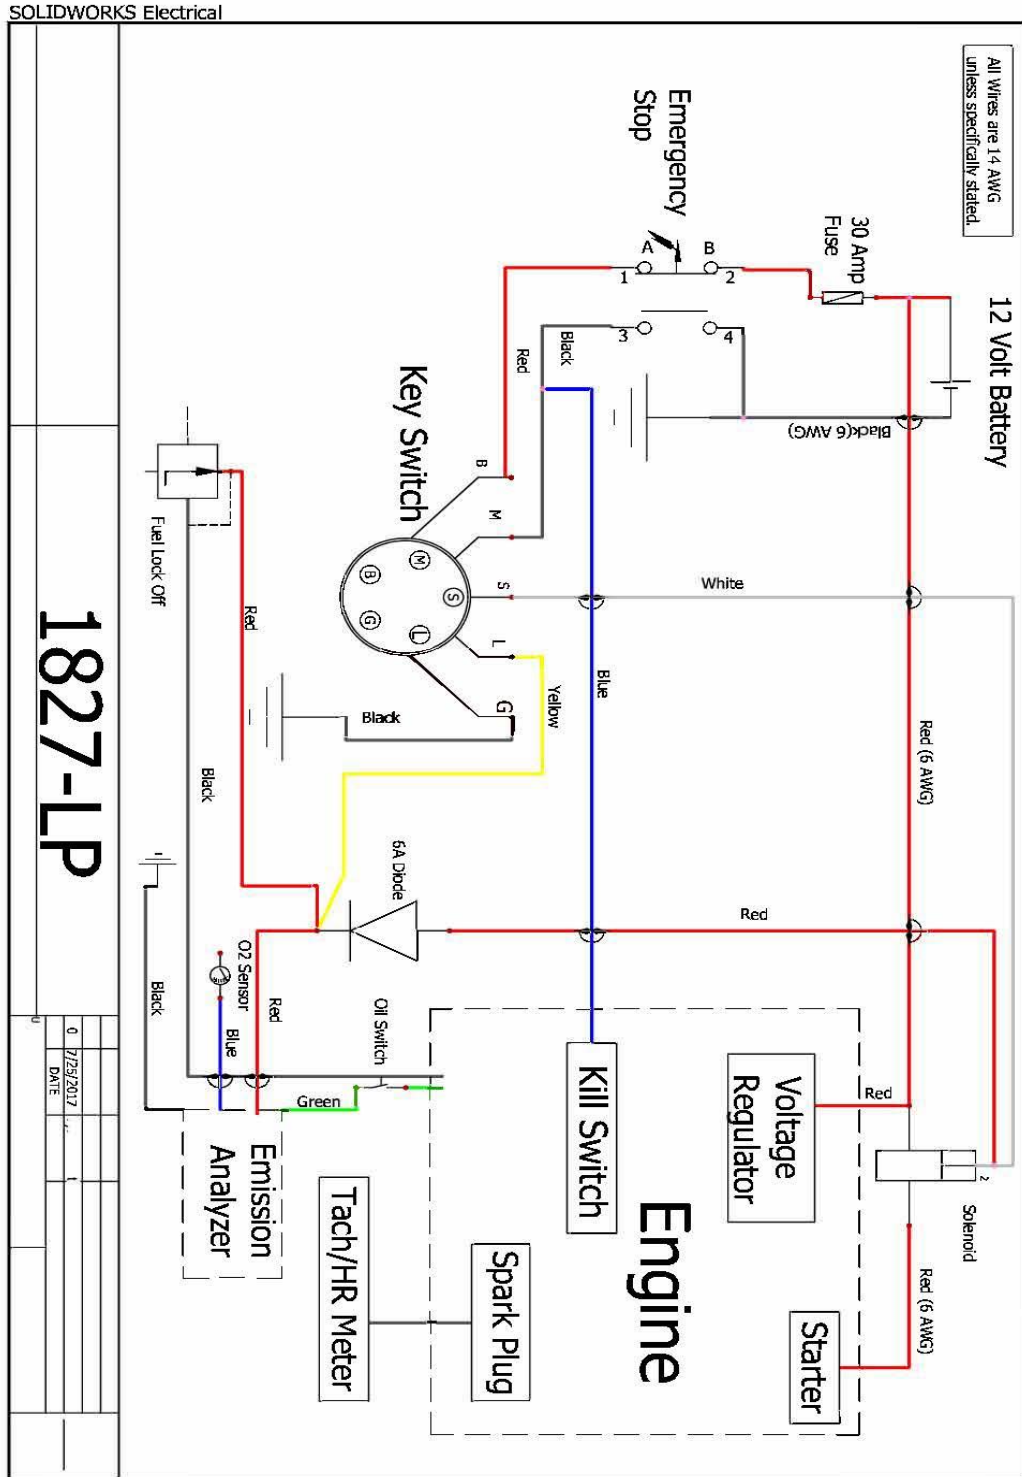 SOLIDWORKS Electrical
All Wires are 14 AWG
unless specifically stated.
12 Volt Battery
30 Amp
Fuse
Emergency
Stop
A
B
1
2
3
4
Black
Red
Black(6 AWG)
Key Switch
B
M
S
L
G
M
B
S
G
L
White
Blue
Yellow
Black
Red (6 AWG)
Fuel Lock Off
Red
Black
6A Diode
Red
O2 Sensor
Red
Blue
Black
Oil Switch
Green
Emission
Analyzer
Kill Switch
Voltage
Regulator
Red
Engine
Solenoid
2
Red (6 AWG)
Starter
Spark Plug
Tach/HR Meter
1827-LP
0
7/25/2017
DATE